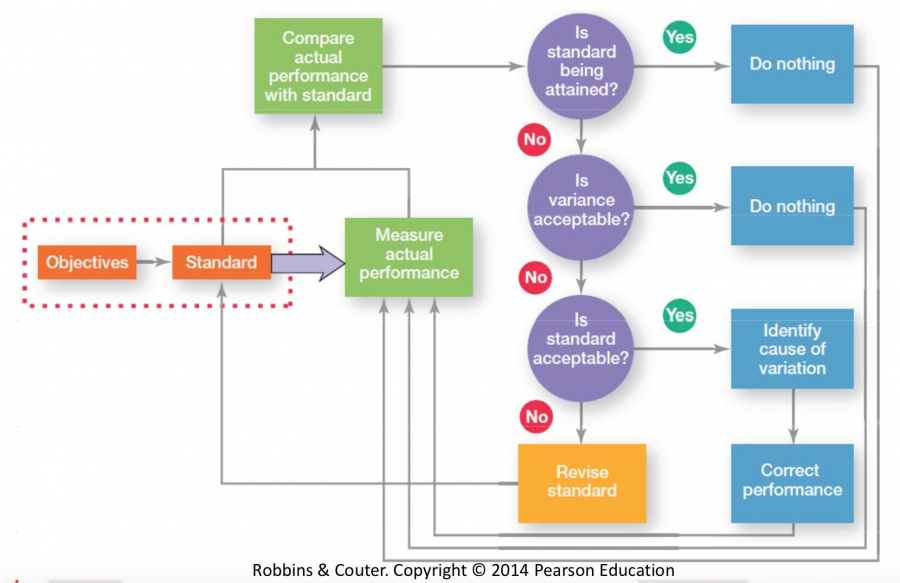 Compare
actual
performance
with standard
Is
standard
being
attained?
Yes
Do nothing
No
Is
variance
acceptable?
Yes
Do nothing
Objectives
Standard
Measure
actual
performance
No
Is
standard
acceptable?
Yes
Identify
cause of
variation
No
Revise
standard
Correct
performance
Robbins & Couter. Copyright © 2014 Pearson Education